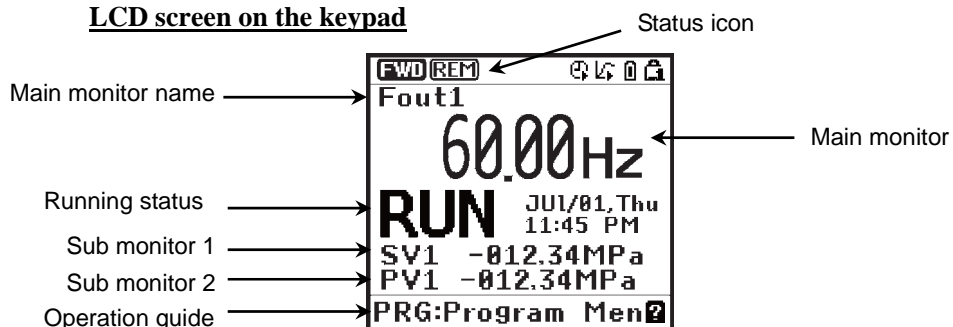 LCD screen on the keypad
Status icon
FWD REM
Main monitor name
Fout1
60.00Hz
Main monitor
Running status
RUN
JUl/01,Thu
11:45 PM
Sub monitor 1
SV1 -012.34MPa
Sub monitor 2
PV1 -012.34MPa
Operation guide
PRG:Program Men?